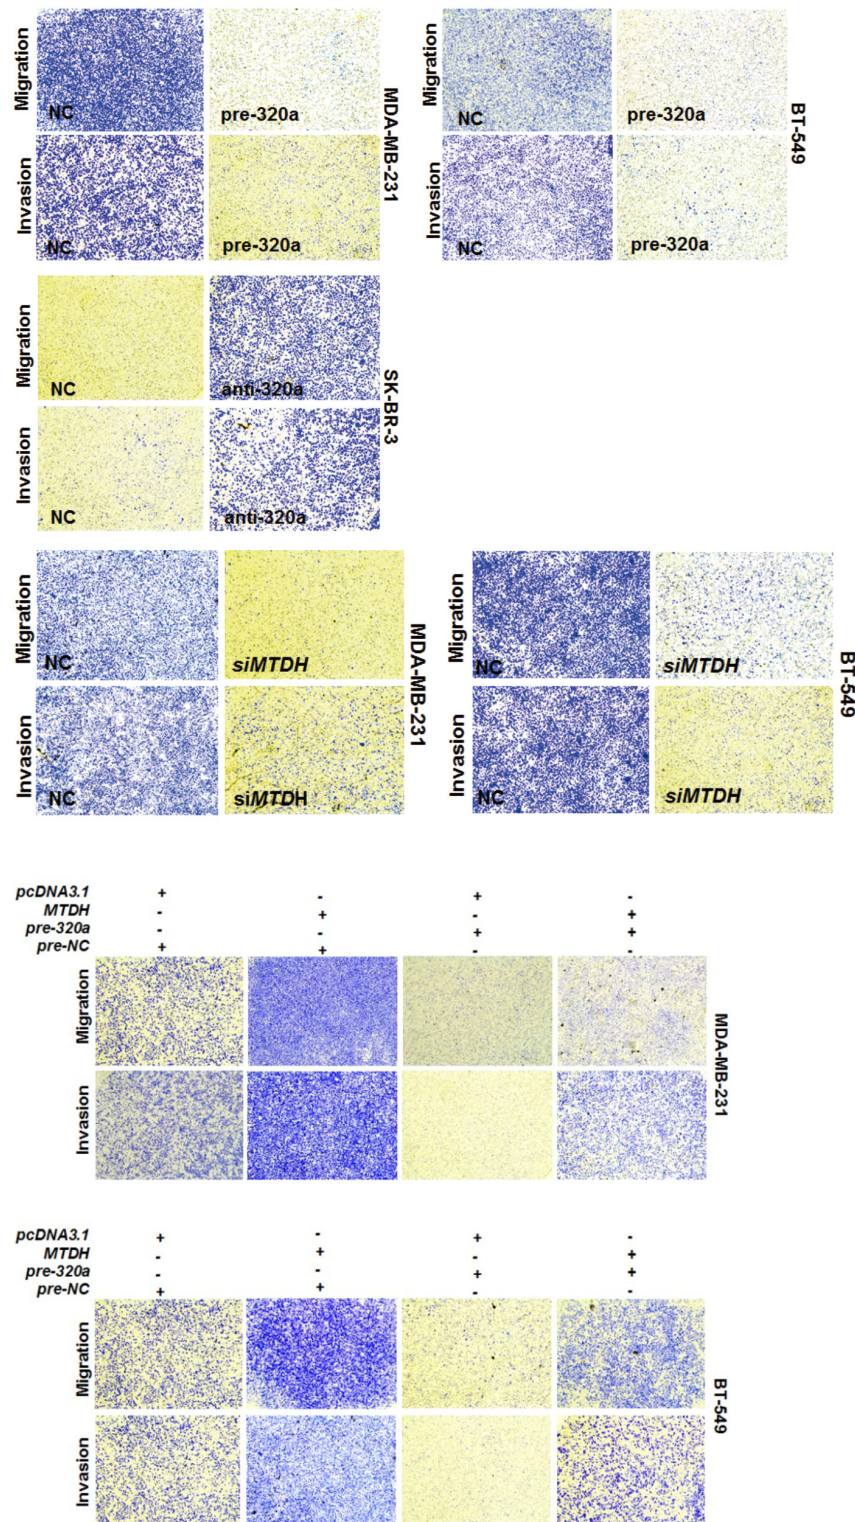 Migration
NC
pre-320a
Invasion
NC
pre-320a
MDA-MB-231
Migration
NC
pre-320a
Invasion
NC
pre-320a
BT-549
Migration
NC
anti-320a
Invasion
NC
anti-320a
SK-BR-3
Migration
NC
siMTDH
Invasion
NC
siMTDH
MDA-MB-231
Migration
NC
siMTDH
Invasion
NC
siMTDH
BT-549
pcDNA3.1 + - + -
MTDH - + - +
pre-320a - - + +
pre-NC + + - -
Migration
Invasion
MDA-MB-231
pcDNA3.1 + - + -
MTDH - + - +
pre-320a - - + +
pre-NC + + - -
Migration
Invasion
BT-549